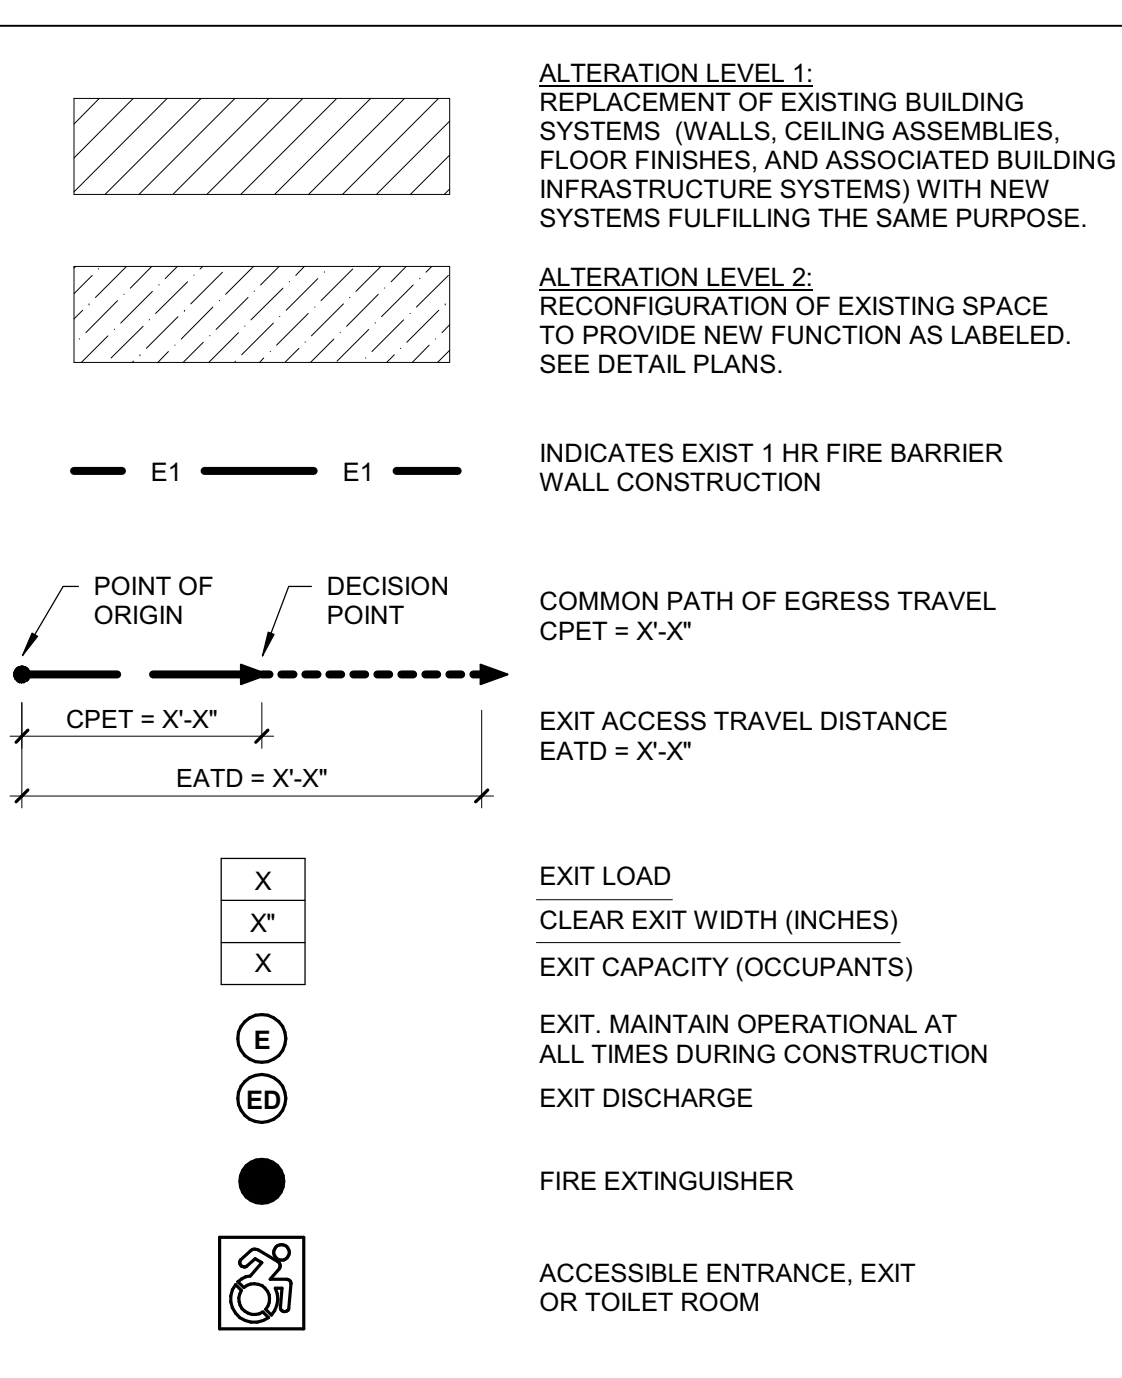 ALTERATION LEVEL 1:
REPLACEMENT OF EXISTING BUILDING
SYSTEMS (WALLS, CEILING ASSEMBLIES,
FLOOR FINISHES, AND ASSOCIATED BUILDING
INFRASTRUCTURE SYSTEMS) WITH NEW
SYSTEMS FULFILLING THE SAME PURPOSE.
ALTERATION LEVEL 2:
RECONFIGURATION OF EXISTING SPACE
TO PROVIDE NEW FUNCTION AS LABELED.
SEE DETAIL PLANS.
E1 E1
INDICATES EXIST 1 HR FIRE BARRIER
WALL CONSTRUCTION
POINT OF
ORIGIN
DECISION
POINT
CPET = X'-X"
EATD = X'-X"
COMMON PATH OF EGRESS TRAVEL
CPET = X'-X"
EXIT ACCESS TRAVEL DISTANCE
EATD = X'-X"
X
EXIT LOAD
X"
CLEAR EXIT WIDTH (INCHES)
X
EXIT CAPACITY (OCCUPANTS)
E
EXIT. MAINTAIN OPERATIONAL AT
ALL TIMES DURING CONSTRUCTION
ED
EXIT DISCHARGE
FIRE EXTINGUISHER
ACCESSIBLE ENTRANCE, EXIT
OR TOILET ROOM